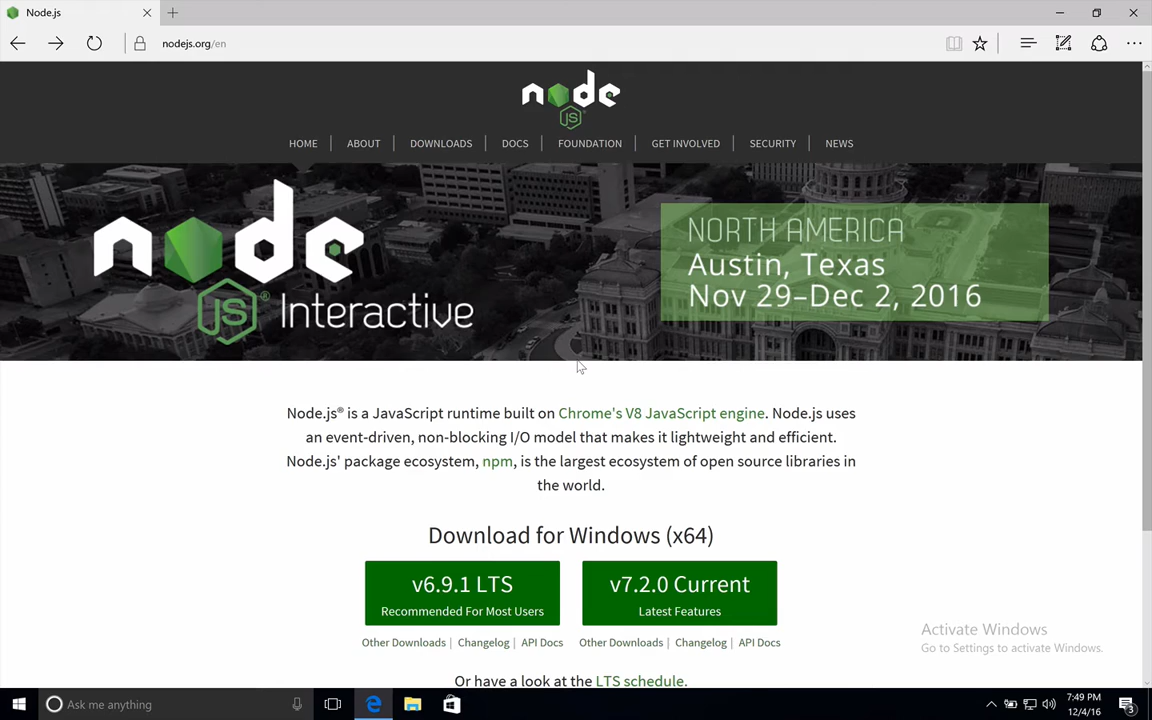 Node.js
nodejs.org/en
node
JS
HOME
ABOUT
DOWNLOADS
DOCS
FOUNDATION
GET INVOLVED
SECURITY
NEWS
node
JS® Interactive
NORTH AMERICA
Austin, Texas
Nov 29–Dec 2, 2016
Node.js® is a JavaScript runtime built on Chrome's V8 JavaScript engine. Node.js uses
an event-driven, non-blocking I/O model that makes it lightweight and efficient.
Node.js' package ecosystem, npm, is the largest ecosystem of open source libraries in
the world.
Download for Windows (x64)
v6.9.1 LTS
Recommended For Most Users
v7.2.0 Current
Latest Features
Other Downloads | Changelog | API Docs
Other Downloads | Changelog | API Docs
Or have a look at the LTS schedule.
Activate Windows
Go to Settings to activate Windows.
Ask me anything
7:49 PM
12/4/16
3